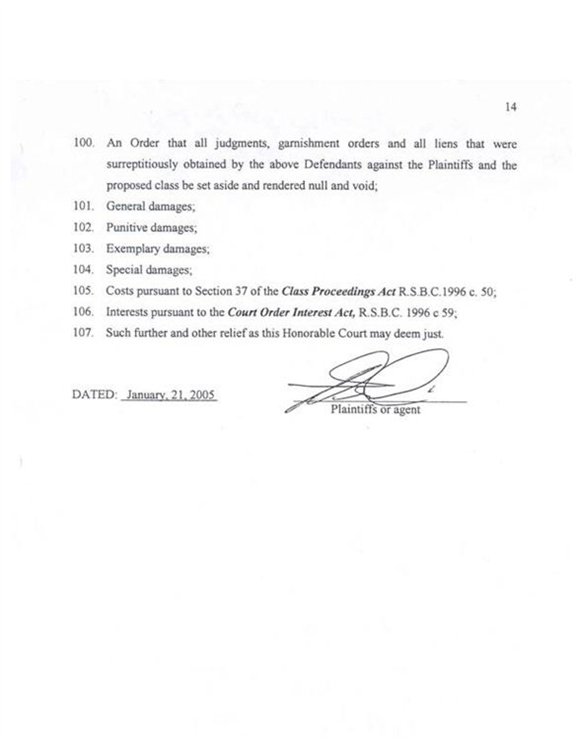 14
100. An Order that all judgments, garnishment orders and all liens that were
surreptitiously obtained by the above Defendants against the Plaintiffs and the
proposed class be set aside and rendered null and void;
101. General damages;
102. Punitive damages;
103. Exemplary damages;
104. Special damages;
105. Costs pursuant to Section 37 of the Class Proceedings Act R.S.B.C.1996 c. 50;
106. Interests pursuant to the Court Order Interest Act, R.S.B.C. 1996 c 59;
107. Such further and other relief as this Honorable Court may deem just.
DATED: January, 21, 2005
Plaintiffs or agent